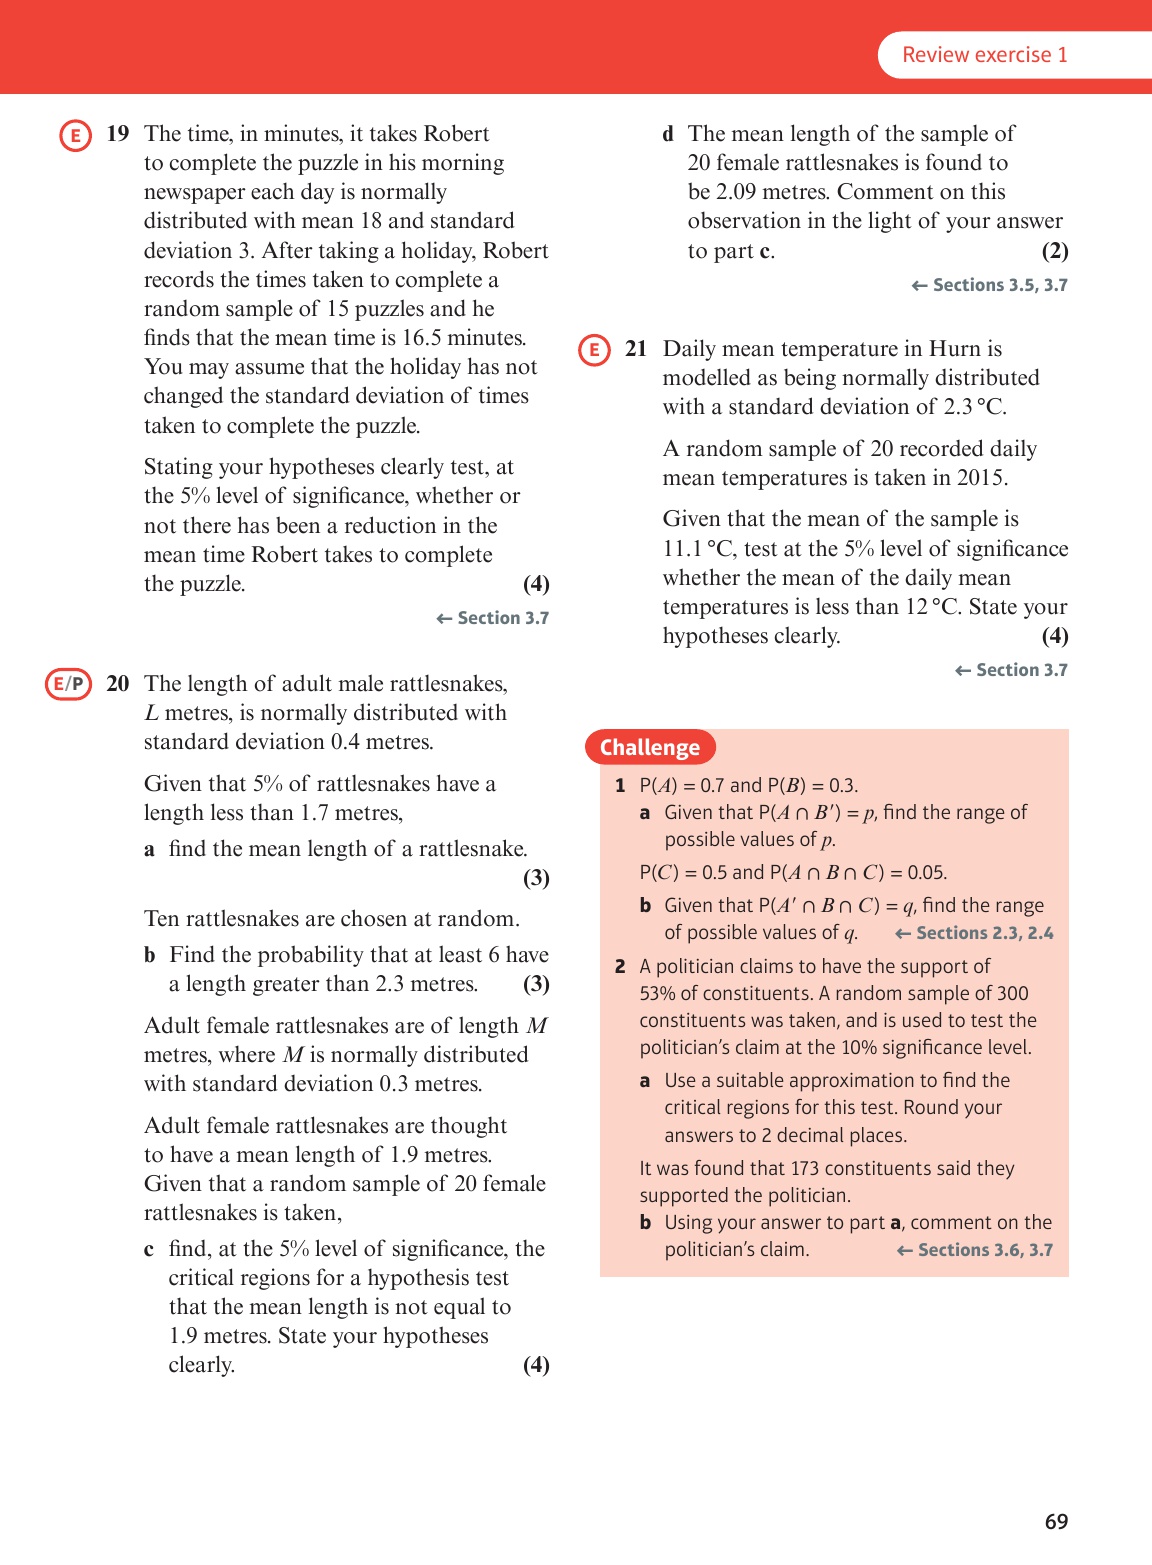 Review exercise 1
E 19 The time, in minutes, it takes Robert
to complete the puzzle in his morning
newspaper each day is normally
distributed with mean 18 and standard
deviation 3. After taking a holiday, Robert
records the times taken to complete a
random sample of 15 puzzles and he
finds that the mean time is 16.5 minutes.
You may assume that the holiday has not
changed the standard deviation of times
taken to complete the puzzle.
Stating your hypotheses clearly test, at
the 5% level of significance, whether or
not there has been a reduction in the
mean time Robert takes to complete
the puzzle. (4)
← Section 3.7
E/P 20 The length of adult male rattlesnakes,
L metres, is normally distributed with
standard deviation 0.4 metres.
Given that 5% of rattlesnakes have a
length less than 1.7 metres,
a find the mean length of a rattlesnake.
(3)
Ten rattlesnakes are chosen at random.
b Find the probability that at least 6 have
a length greater than 2.3 metres. (3)
Adult female rattlesnakes are of length M
metres, where M is normally distributed
with standard deviation 0.3 metres.
Adult female rattlesnakes are thought
to have a mean length of 1.9 metres.
Given that a random sample of 20 female
rattlesnakes is taken,
c find, at the 5% level of significance, the
critical regions for a hypothesis test
that the mean length is not equal to
1.9 metres. State your hypotheses
clearly. (4)
d The mean length of the sample of
20 female rattlesnakes is found to
be 2.09 metres. Comment on this
observation in the light of your answer
to part c. (2)
← Sections 3.5, 3.7
E 21 Daily mean temperature in Hurn is
modelled as being normally distributed
with a standard deviation of 2.3 °C.
A random sample of 20 recorded daily
mean temperatures is taken in 2015.
Given that the mean of the sample is
11.1 °C, test at the 5% level of significance
whether the mean of the daily mean
temperatures is less than 12 °C. State your
hypotheses clearly. (4)
← Section 3.7
Challenge
1 P(A) = 0.7 and P(B) = 0.3.
a Given that P(A ∩ B′) = p, find the range of
possible values of p.
P(C) = 0.5 and P(A ∩ B ∩ C) = 0.05.
b Given that P(A′ ∩ B ∩ C) = q, find the range
of possible values of q. ← Sections 2.3, 2.4
2 A politician claims to have the support of
53% of constituents. A random sample of 300
constituents was taken, and is used to test the
politician's claim at the 10% significance level.
a Use a suitable approximation to find the
critical regions for this test. Round your
answers to 2 decimal places.
It was found that 173 constituents said they
supported the politician.
b Using your answer to part a, comment on the
politician's claim. ← Sections 3.6, 3.7
69